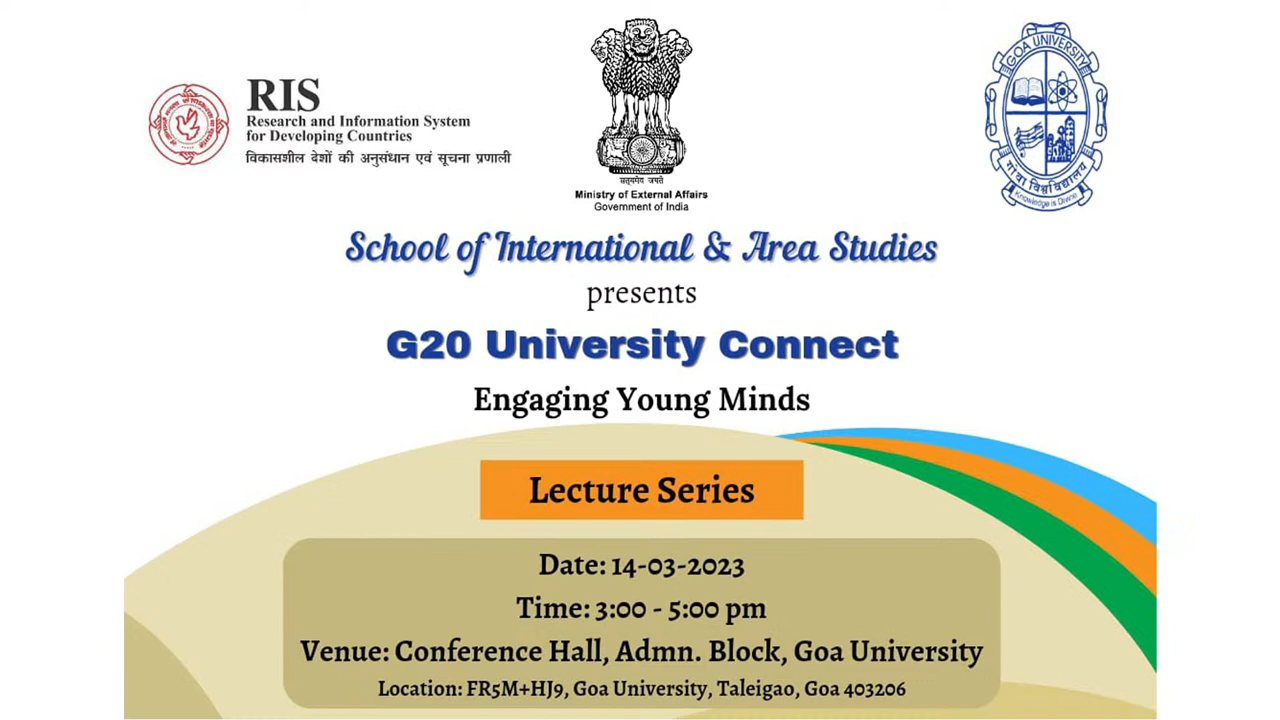 RIS
Research and Information System
for Developing Countries
विकासशील देशों की अनुसंधान एवं सूचना प्रणाली
सत्यमेव जयते
Ministry of External Affairs
Government of India
GOA UNIVERSITY
गोंवा विश्वविद्यालय
Knowledge is Divine
School of International & Area Studies
presents
G20 University Connect
Engaging Young Minds
Lecture Series
Date: 14-03-2023
Time: 3:00 - 5:00 pm
Venue: Conference Hall, Admn. Block, Goa University
Location: FR5M+HJ9, Goa University, Taleigao, Goa 403206